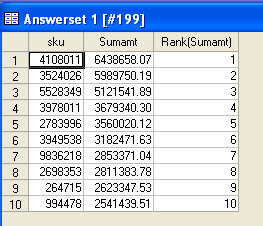 Answerset 1 [#199]
sku Sumamt Rank(Sumamt)
1 4108011 6438658.07 1
2 3524026 5989750.19 2
3 5528349 5121541.89 3
4 3978011 3679340.30 4
5 2783996 3560020.12 5
6 3949538 3182471.63 6
7 9836218 2853371.04 7
8 2698353 2811383.78 8
9 264715 2623347.53 9
10 994478 2541439.51 10